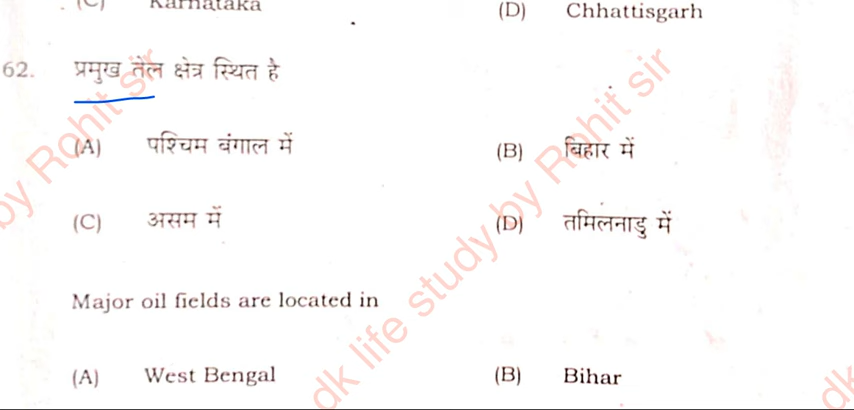 (C) Karnataka (D) Chhattisgarh
62. प्रमुख तेल क्षेत्र स्थित है
(A) पश्चिम बंगाल में (B) बिहार में
(C) असम में (D) तमिलनाडु में
Major oil fields are located in
(A) West Bengal (B) Bihar
by Rohit sir
dk life study by Rohit sir
dk